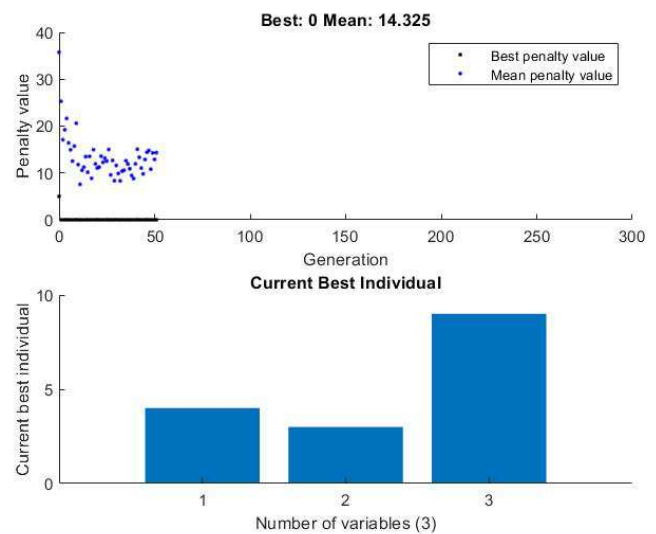 Best: 0 Mean: 14.325
40
30
20
10
0
Penalty value
Best penalty value
Mean penalty value
0 50 100 150 200 250 300
Generation
Current Best Individual
10
5
0
Current best individual
1 2 3
Number of variables (3)